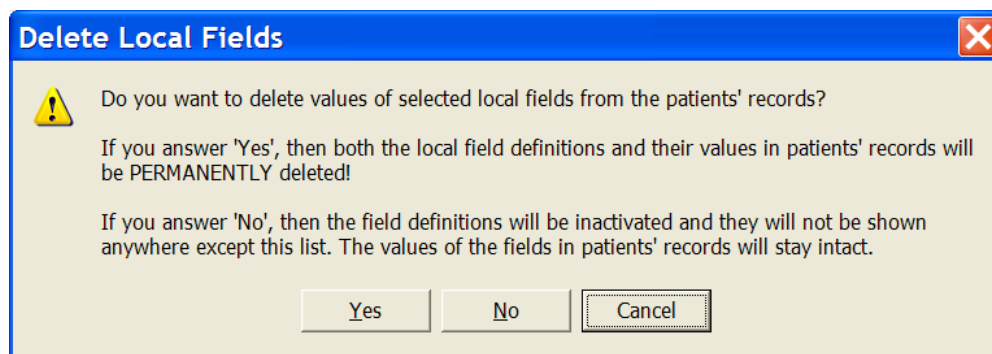 Delete Local Fields
Do you want to delete values of selected local fields from the patients' records?
If you answer 'Yes', then both the local field definitions and their values in patients' records will
be PERMANENTLY deleted!
If you answer 'No', then the field definitions will be inactivated and they will not be shown
anywhere except this list. The values of the fields in patients' records will stay intact.
Yes No Cancel